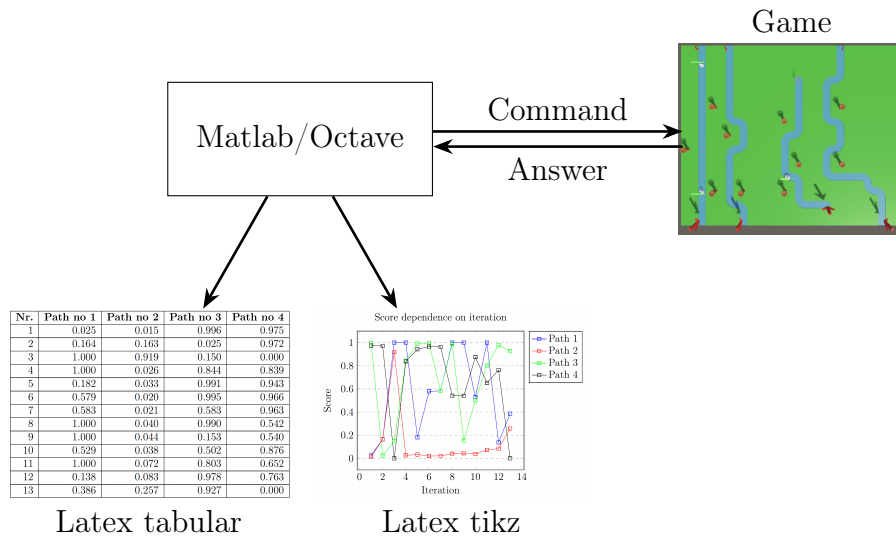 Game
Command
Matlab/Octave
Answer
Nr. Path no 1 Path no 2 Path no 3 Path no 4
1 0.025 0.015 0.996 0.975
2 0.164 0.163 0.025 0.972
3 1.000 0.919 0.150 0.000
4 1.000 0.026 0.844 0.839
5 0.182 0.033 0.991 0.943
6 0.579 0.020 0.995 0.966
7 0.583 0.021 0.583 0.963
8 1.000 0.040 0.990 0.542
9 1.000 0.044 0.153 0.540
10 0.529 0.038 0.502 0.876
11 1.000 0.072 0.803 0.652
12 0.138 0.083 0.978 0.763
13 0.386 0.257 0.927 0.000
Latex tabular
Score dependence on iteration
Score
1
0.8
0.6
0.4
0.2
0
0 2 4 6 8 10 12 14
Iteration
Path 1
Path 2
Path 3
Path 4
Latex tikz